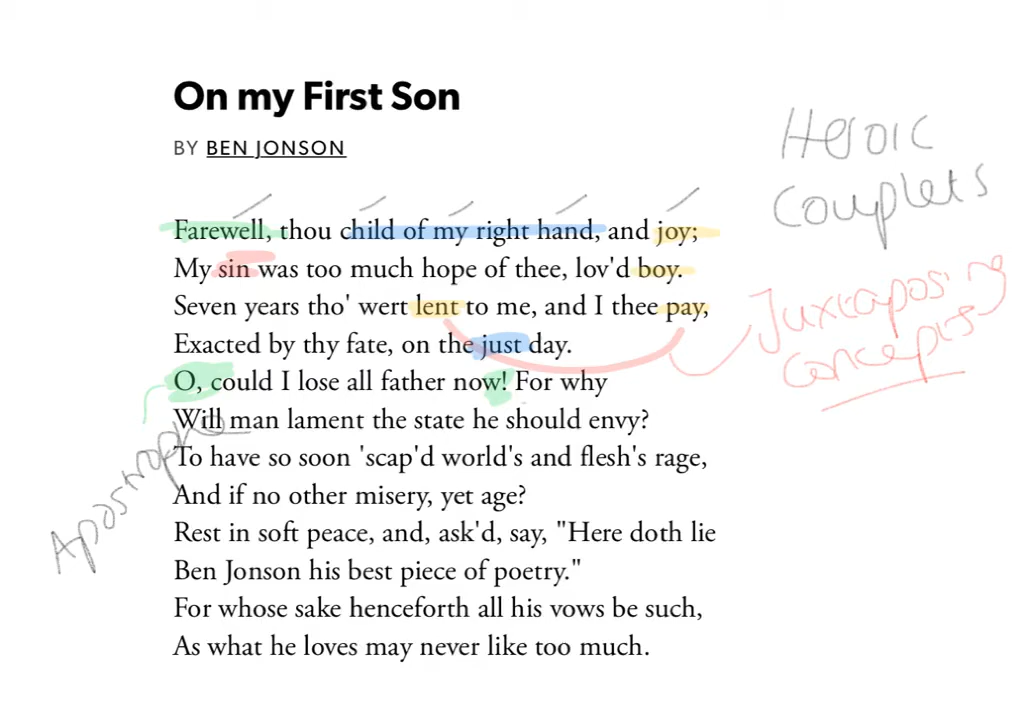 On my First Son
BY BEN JONSON
Heroic
Couplets
Farewell, thou child of my right hand, and joy;
My sin was too much hope of thee, lov'd boy.
Seven years tho' wert lent to me, and I thee pay,
Exacted by thy fate, on the just day.
Juxtaposing
concepts
O, could I lose all father now! For why
Will man lament the state he should envy?
To have so soon 'scap'd world's and flesh's rage,
And if no other misery, yet age?
Apostrophe
Rest in soft peace, and, ask'd, say, "Here doth lie
Ben Jonson his best piece of poetry."
For whose sake henceforth all his vows be such,
As what he loves may never like too much.